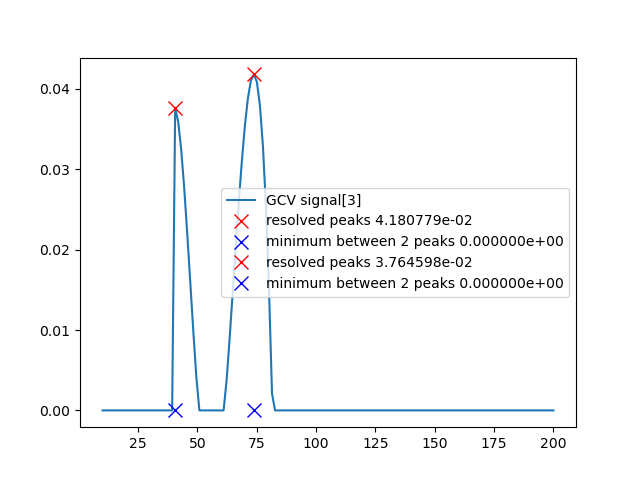 0.04
0.03
0.02
0.01
0.00
GCV signal[3]
resolved peaks 4.180779e-02
minimum between 2 peaks 0.000000e+00
resolved peaks 3.764598e-02
minimum between 2 peaks 0.000000e+00
25 50 75 100 125 150 175 200